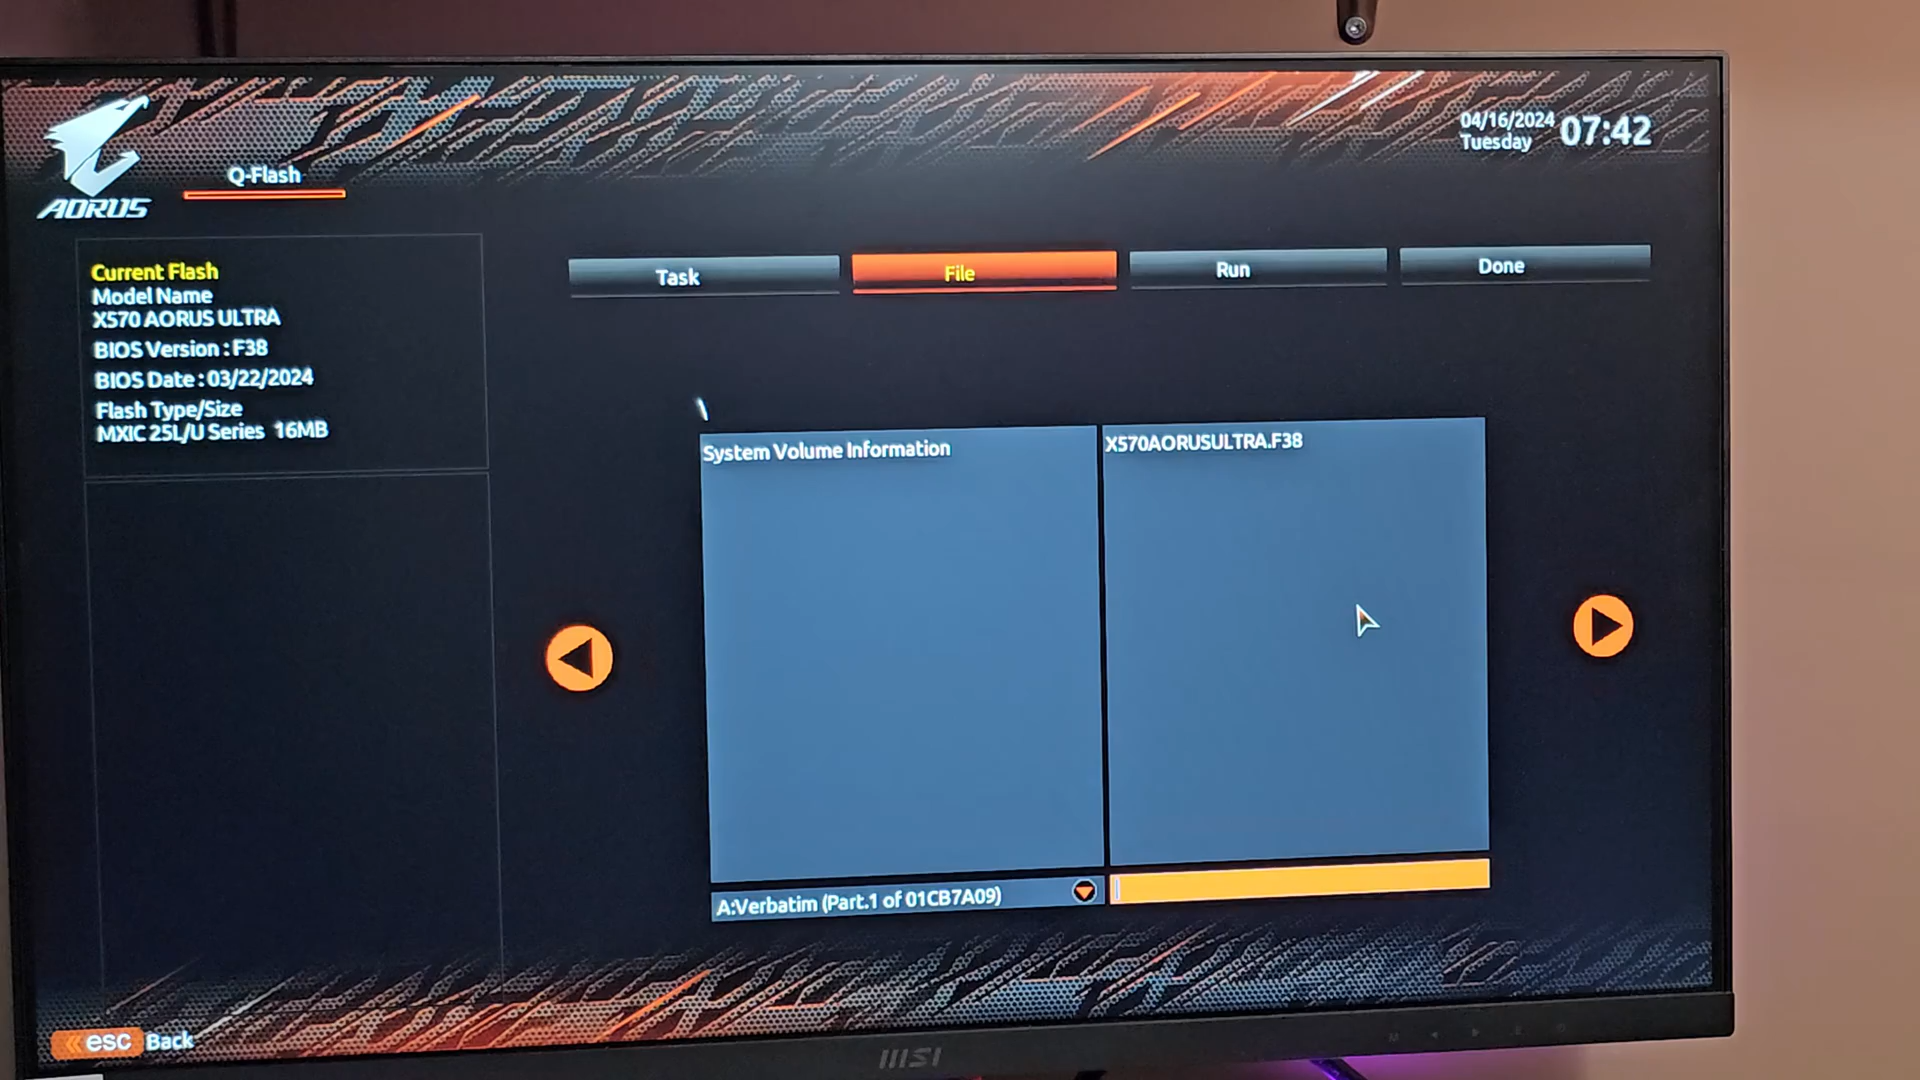 04/16/2024
Tuesday
07:42
Q-Flash
AORUS
Current Flash
Model Name
X570 AORUS ULTRA
BIOS Version : F38
BIOS Date : 03/22/2024
Flash Type/Size
MXIC 25L/U Series 16MB
Task
File
Run
Done
System Volume Information
X570AORUSULTRA.F38
A:Verbatim (Part.1 of 01CB7A09)
esc Back
MSI